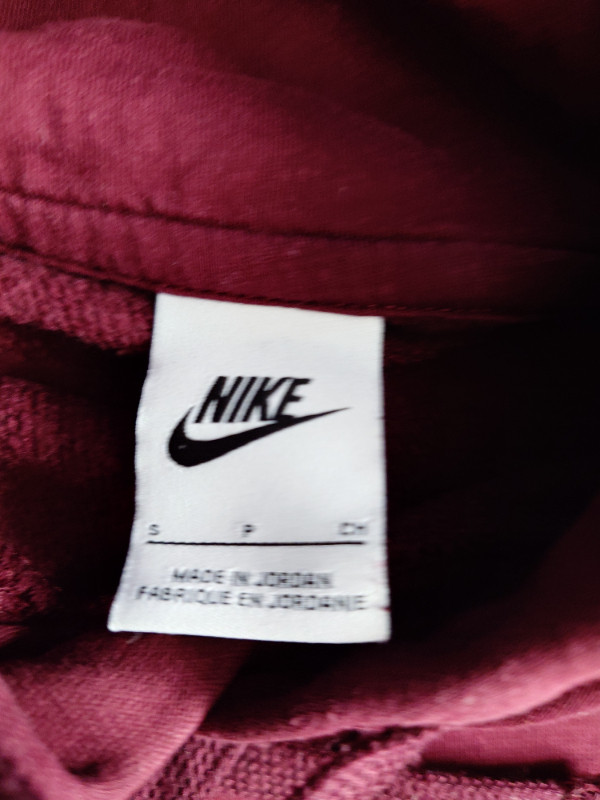 NIKE
S P CH
MADE IN JORDAN
FABRIQUE EN JORDANIE